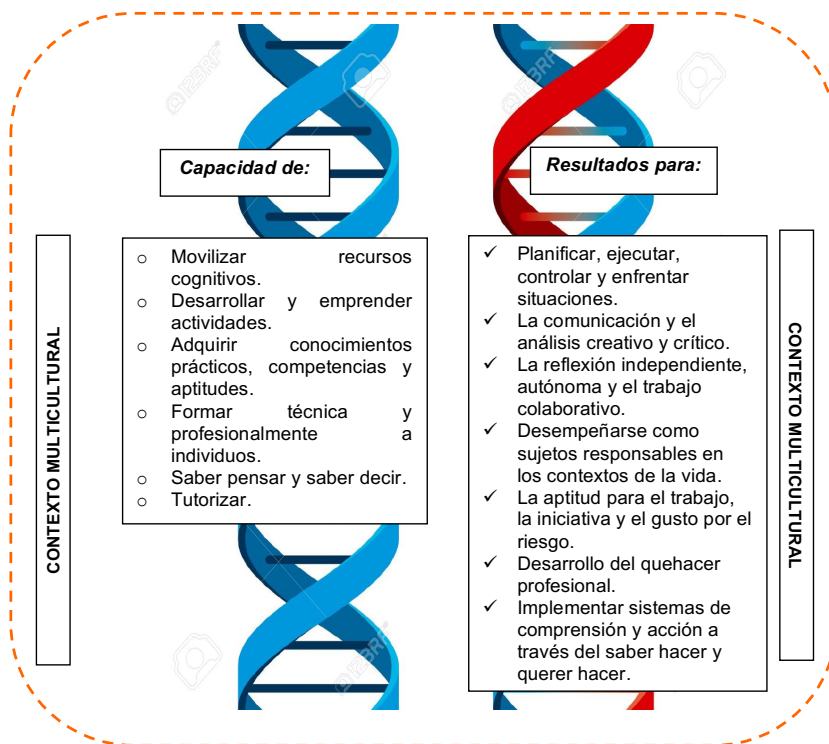 Capacidad de:
Resultados para:
CONTEXTO MULTICULTURAL
o Movilizar recursos
cognitivos.
o Desarrollar y emprender
actividades.
o Adquirir conocimientos
prácticos, competencias y
aptitudes.
o Formar técnica y
profesionalmente a
individuos.
o Saber pensar y saber decir.
o Tutorizar.
✓ Planificar, ejecutar,
controlar y enfrentar
situaciones.
✓ La comunicación y el
análisis creativo y crítico.
✓ La reflexión independiente,
autónoma y el trabajo
colaborativo.
✓ Desempeñarse como
sujetos responsables en
los contextos de la vida.
✓ La aptitud para el trabajo,
la iniciativa y el gusto por el
riesgo.
✓ Desarrollo del quehacer
profesional.
✓ Implementar sistemas de
comprensión y acción a
través del saber hacer y
querer hacer.
CONTEXTO MULTICULTURAL
123RF
123RF
123RF
123RF